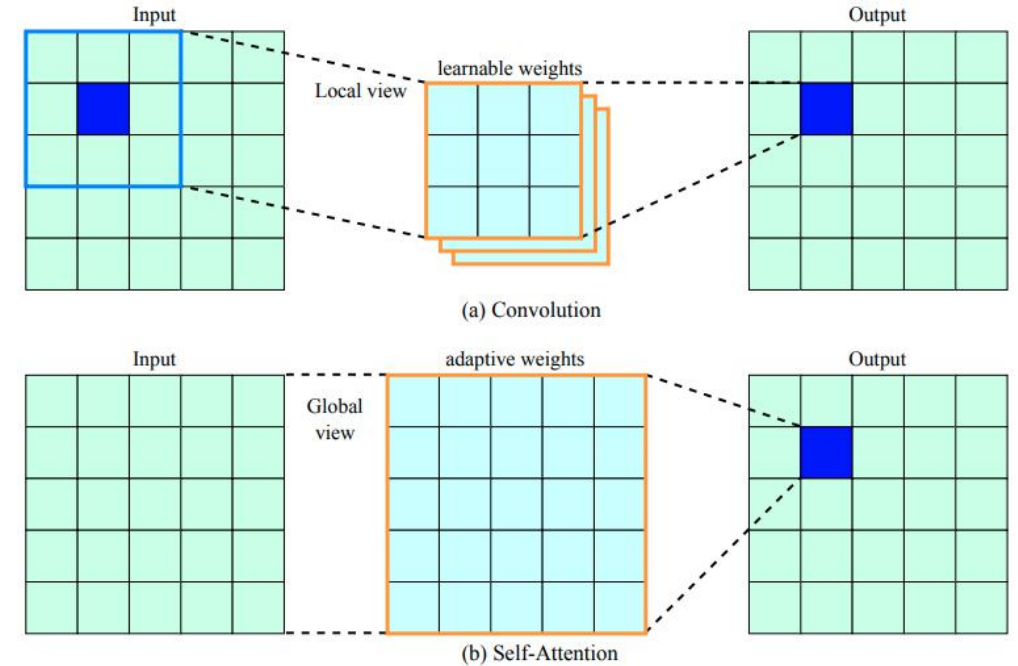 Input
Output
learnable weights
Local view
(a) Convolution
Input
adaptive weights
Output
Global
view
(b) Self-Attention